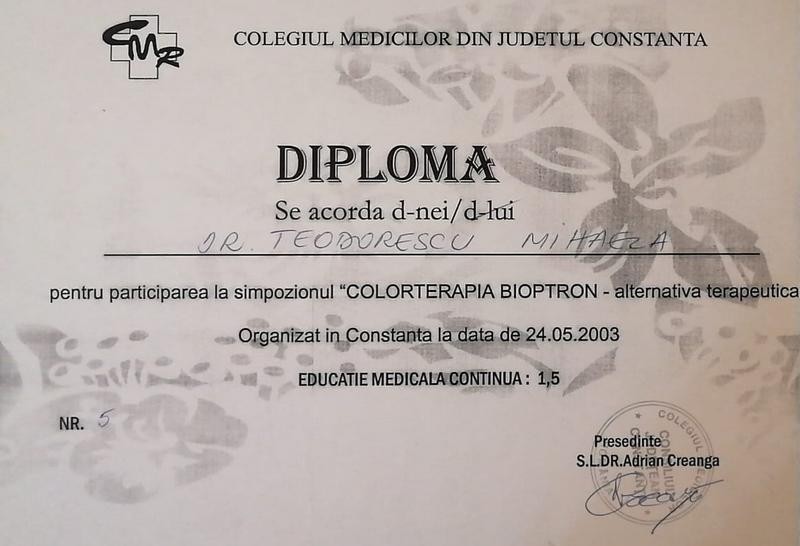 CMR
COLEGIUL MEDICILOR DIN JUDETUL CONSTANTA
DIPLOMA
Se acorda d-nei/d-lui
DR. TEODORESCU MIHAELA
pentru participarea la simpozionul “COLORTERAPIA BIOPTRON - alternativa terapeutica
Organizat in Constanta la data de 24.05.2003
EDUCATIE MEDICALA CONTINUA : 1,5
NR. 5
Presedinte
S.L.DR.Adrian Creanga
COLEGIUL